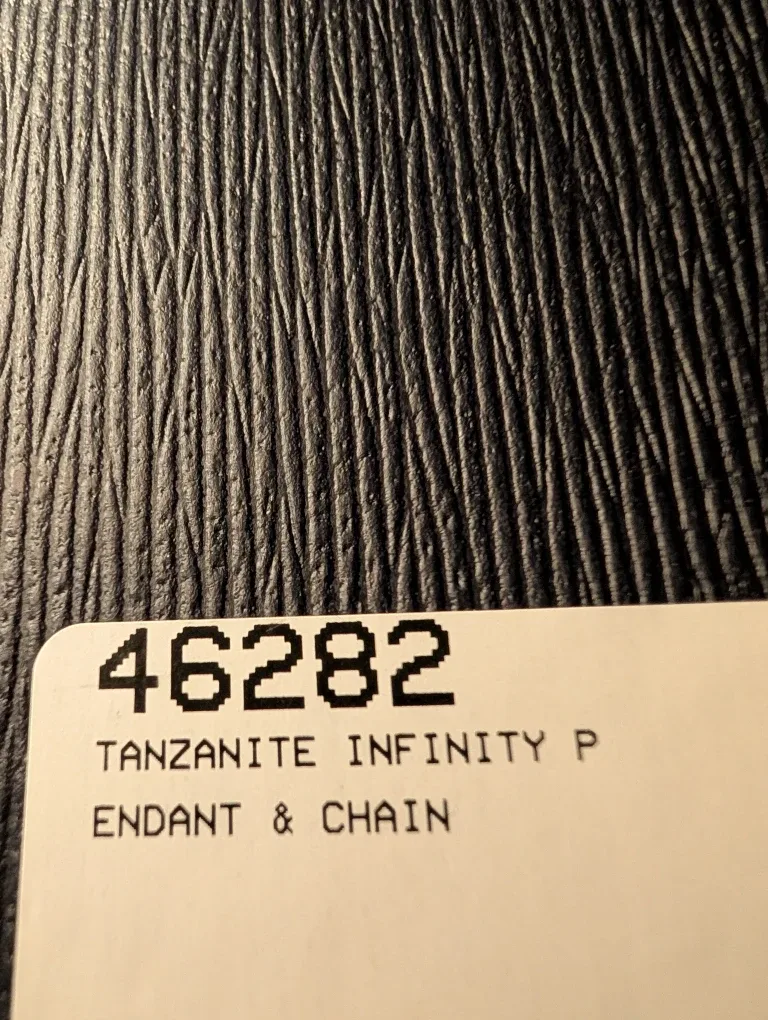 46282
TANZANITE INFINITY P
ENDANT & CHAIN